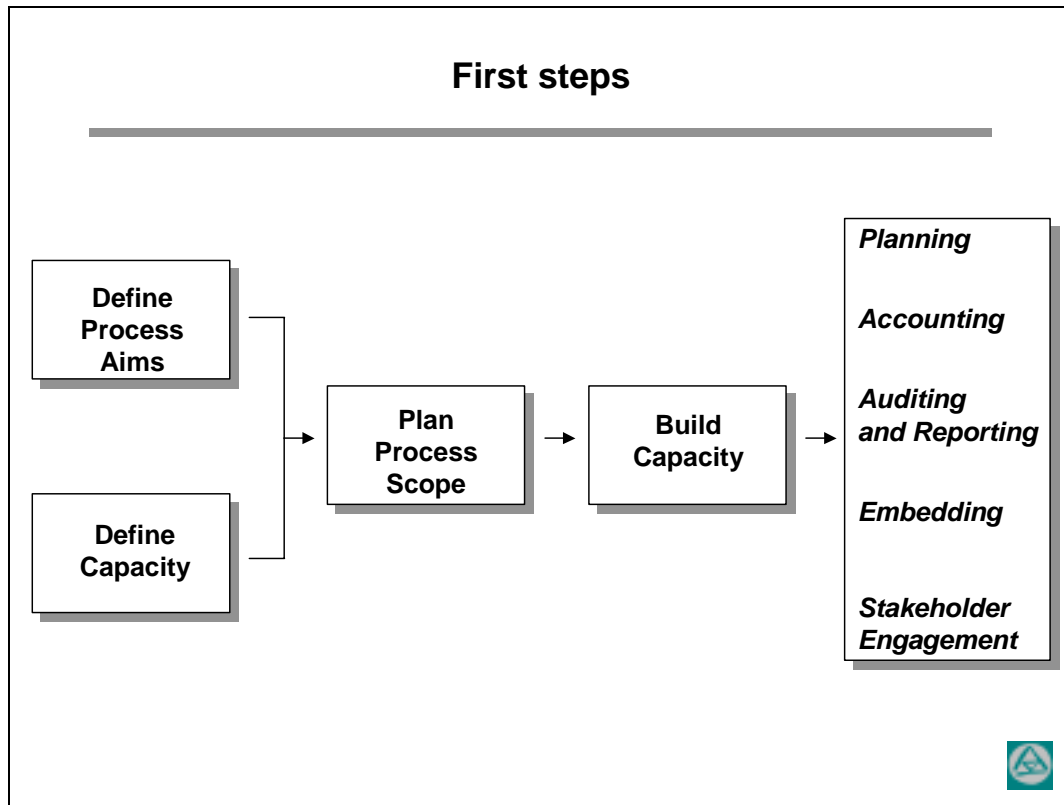 First steps
Define
Process
Aims
Define
Capacity
Plan
Process
Scope
Build
Capacity
Planning
Accounting
Auditing
and Reporting
Embedding
Stakeholder
Engagement